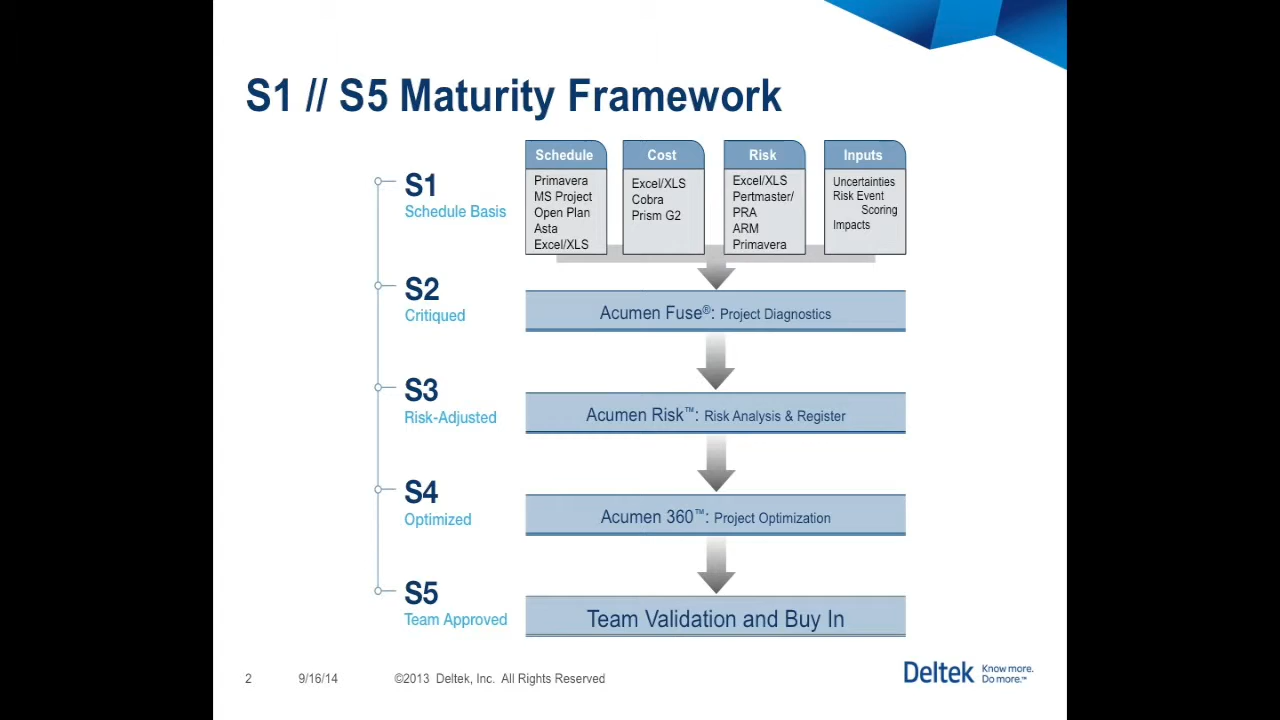 S1 // S5 Maturity Framework
S1
Schedule Basis
Schedule
Primavera
MS Project
Open Plan
Asta
Excel/XLS
Cost
Excel/XLS
Cobra
Prism G2
Risk
Excel/XLS
Pertmaster/
PRA
ARM
Primavera
Inputs
Uncertainties
Risk Event
Scoring
Impacts
S2
Critiqued
Acumen Fuse®: Project Diagnostics
S3
Risk-Adjusted
Acumen Risk™: Risk Analysis & Register
S4
Optimized
Acumen 360™: Project Optimization
S5
Team Approved
Team Validation and Buy In
2 9/16/14 ©2013 Deltek, Inc. All Rights Reserved
Deltek
Know more.
Do more.™